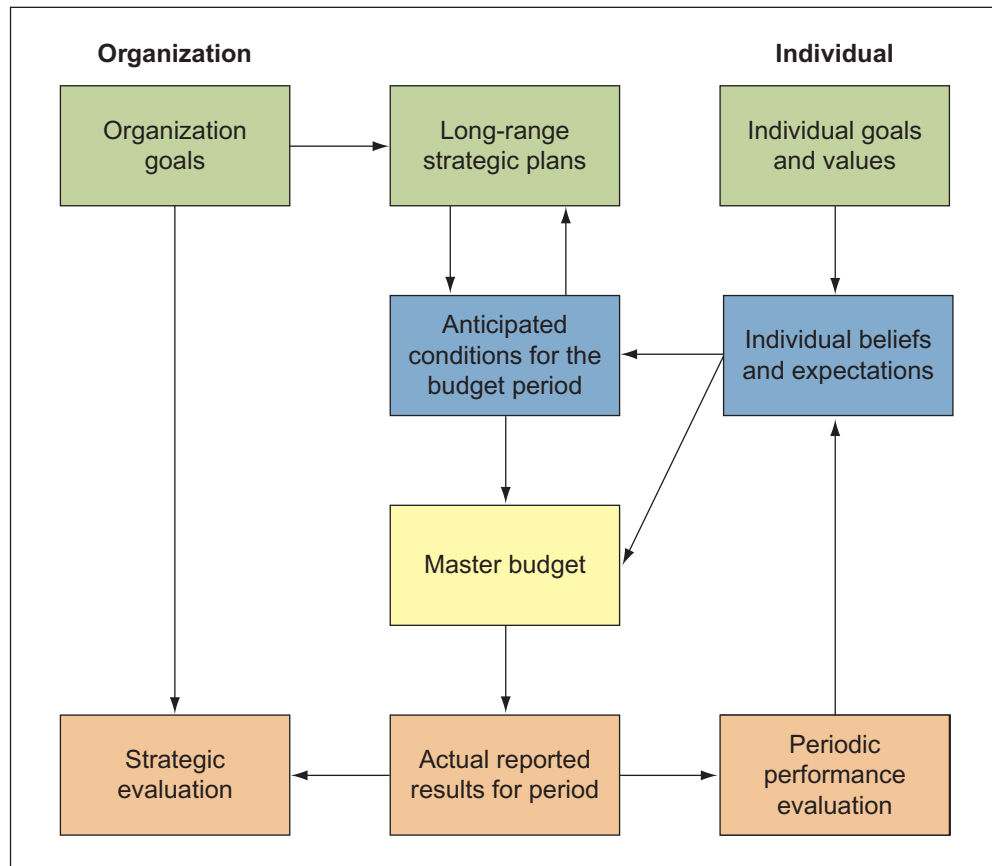 Organization
Individual
Organization
goals
Long-range
strategic plans
Individual goals
and values
Anticipated
conditions for the
budget period
Individual beliefs
and expectations
Master budget
Strategic
evaluation
Actual reported
results for period
Periodic
performance
evaluation